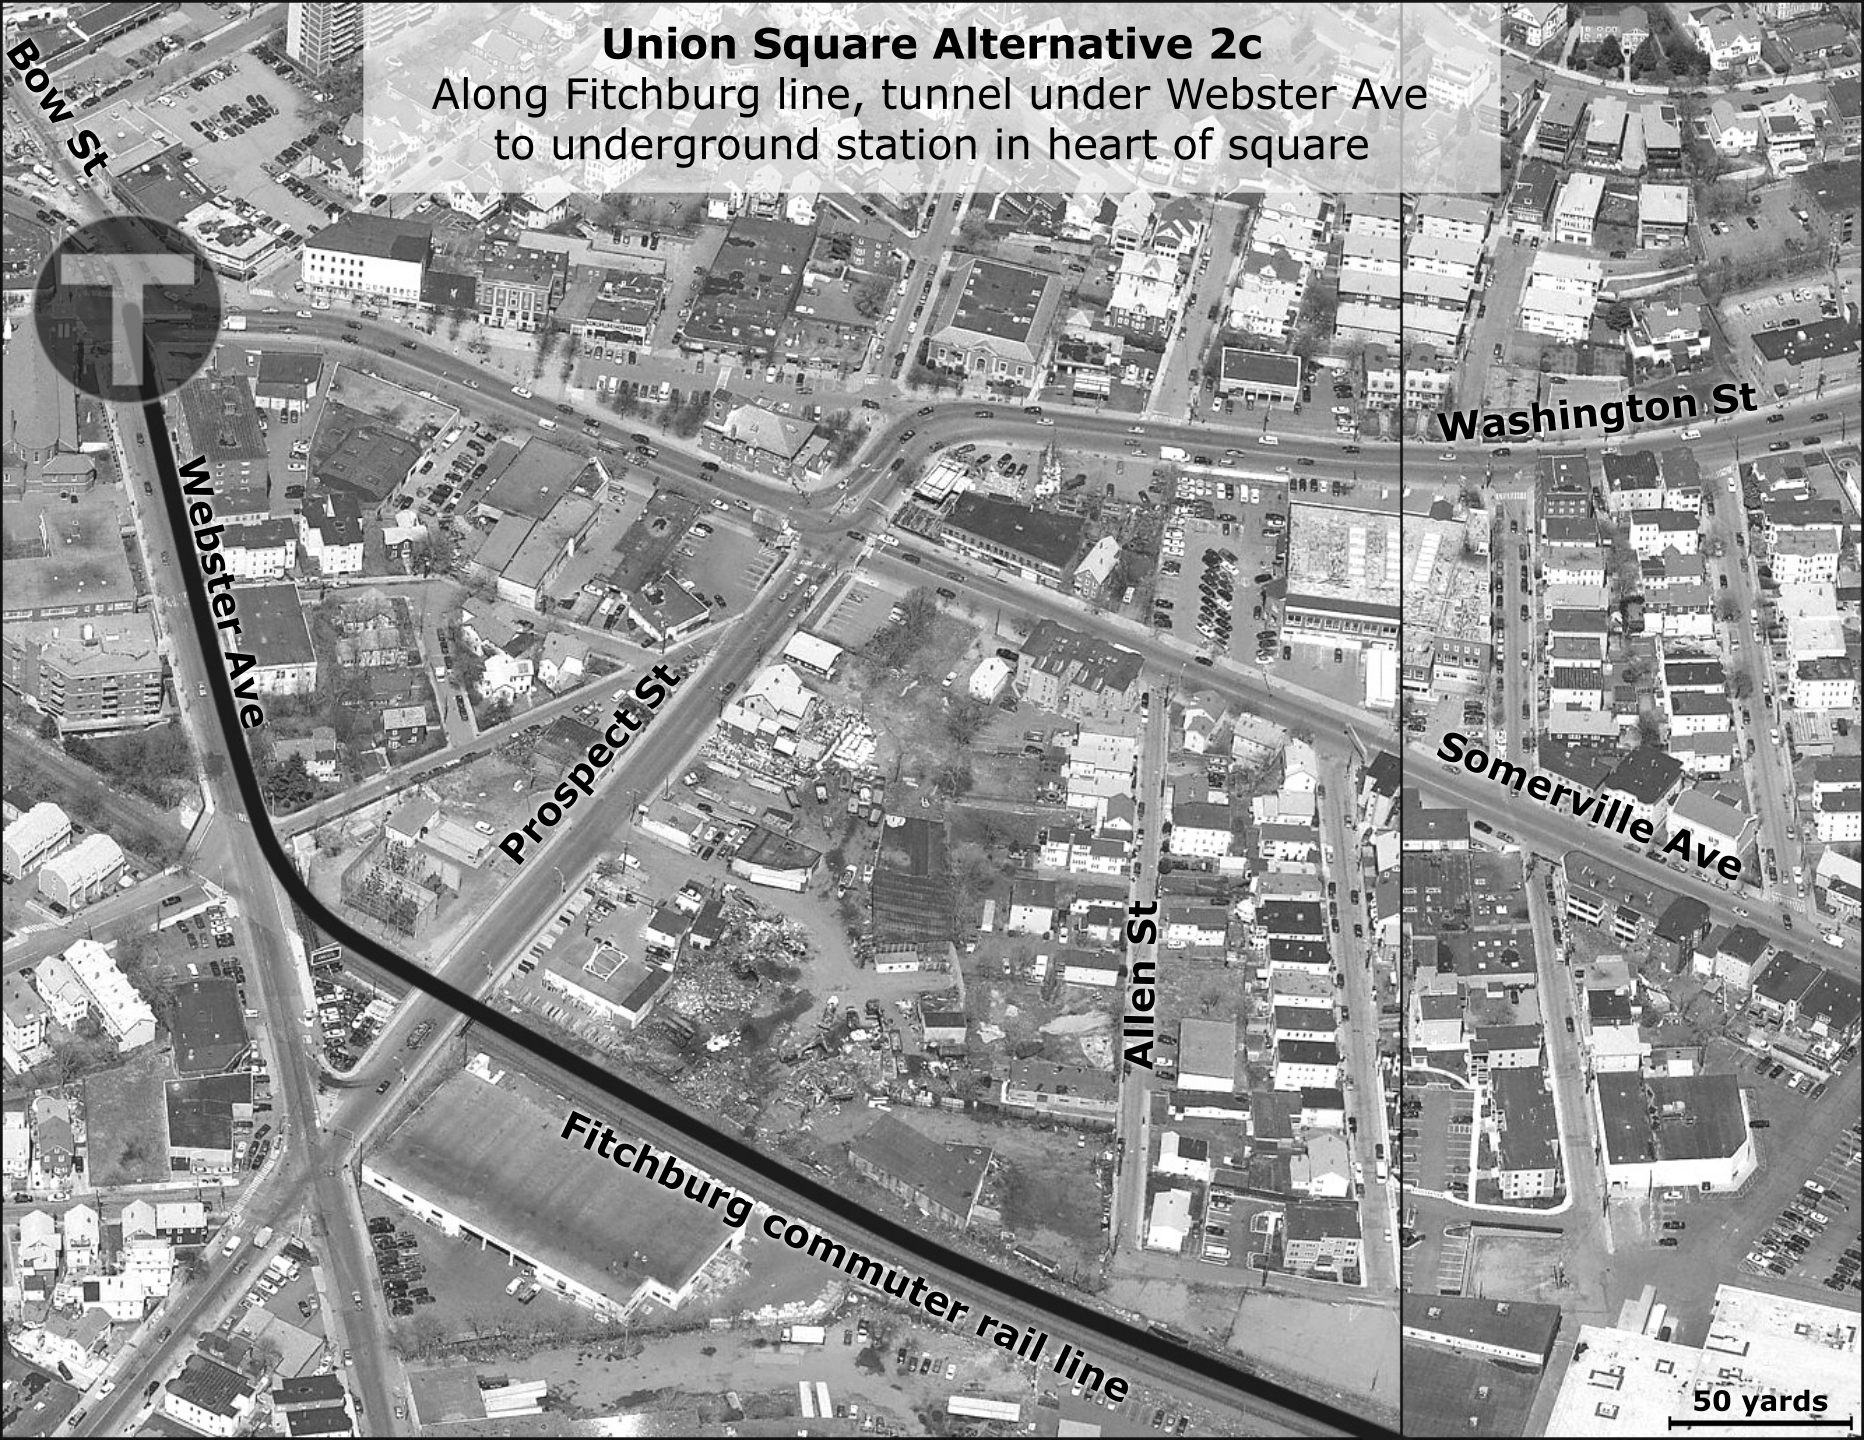 Union Square Alternative 2c
Along Fitchburg line, tunnel under Webster Ave
to underground station in heart of square
Bow St
T
Washington St
Webster Ave
Prospect St
Somerville Ave
Allen St
Fitchburg commuter rail line
50 yards